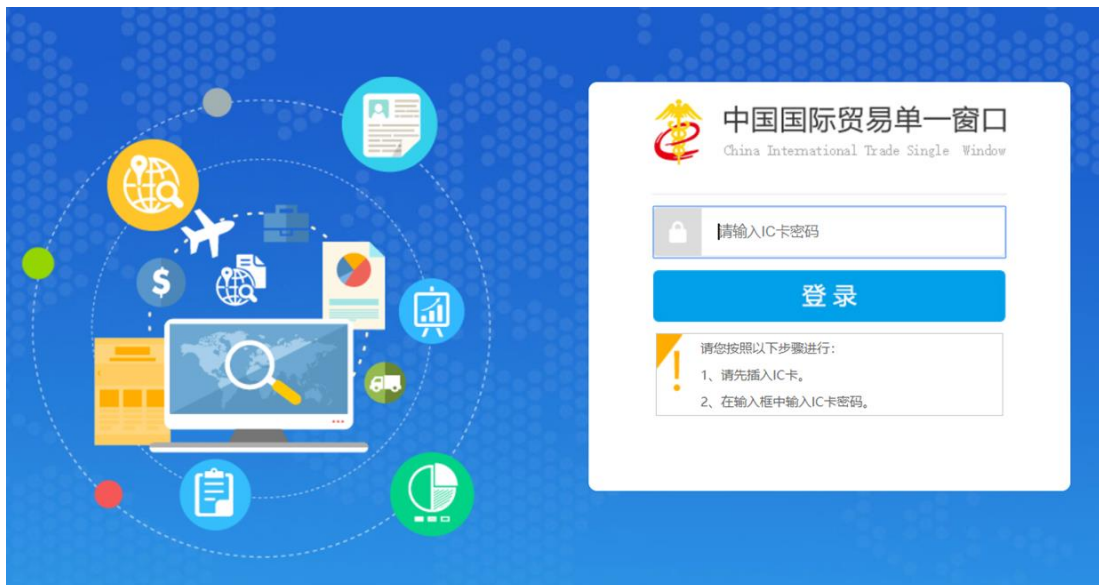 中国国际贸易单一窗口
China International Trade Single Window
请输入IC卡密码
登录
请您按照以下步骤进行：
1、请先插入IC卡。
2、在输入框中输入IC卡密码。
$